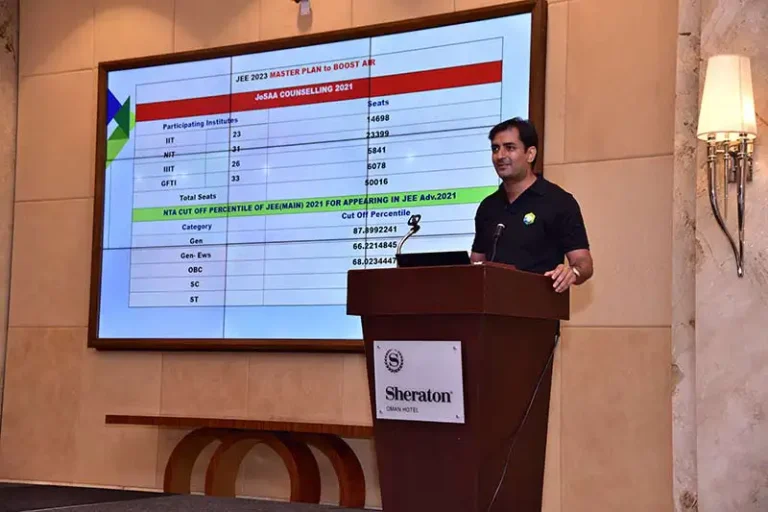 JEE 2023 MASTER PLAN to BOOST AIR
JoSAA COUNSELLING 2021
Participating Institutes Seats
IIT 23 14698
NIT 31 23399
IIIT 26 5841
GFTI 33 6078
Total Seats 50016
NTA CUT OFF PERCENTILE OF JEE(MAIN) 2021 FOR APPEARING IN JEE Adv.2021
Category Cut Off Percentile
Gen 87.8992241
Gen- Ews 66.2214845
OBC 68.0234447
SC
ST
S
Sheraton
OMAN HOTEL